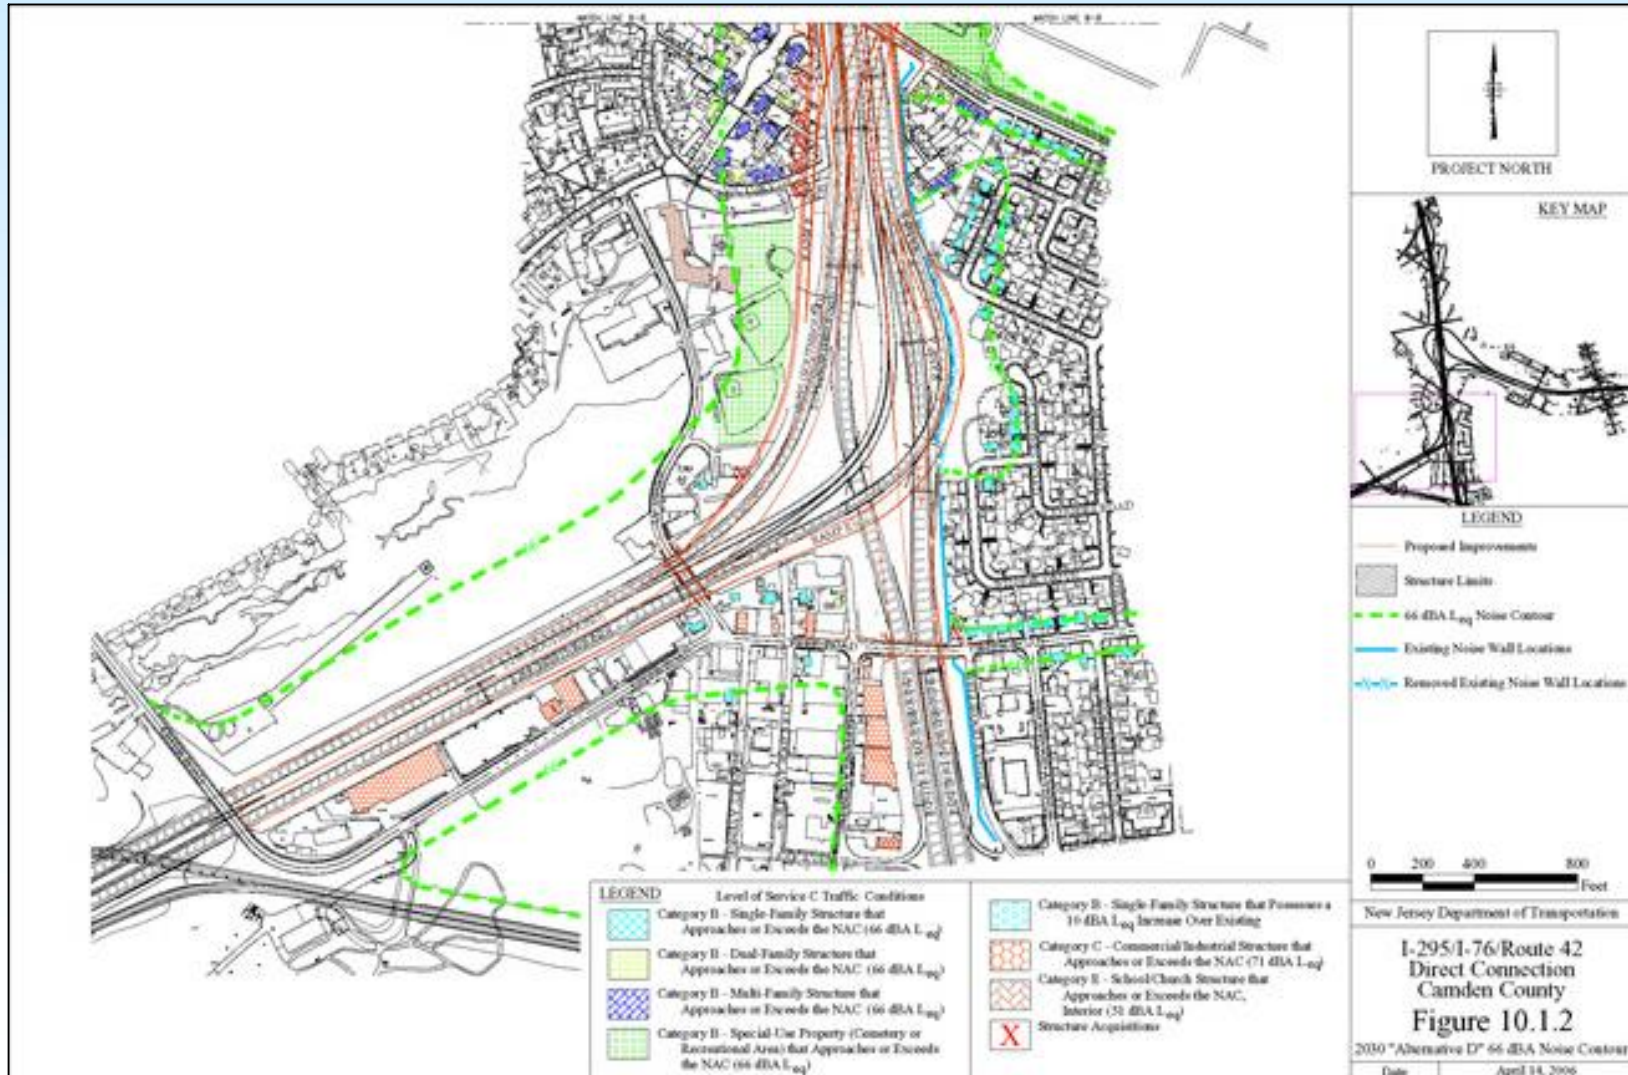 MATCH LINE B-B
MATCH LINE B-B
ROAD
PROJECT NORTH
KEY MAP
LEGEND
Proposed Improvements
Structure Limits
66 dBA Leq Noise Contour
Existing Noise Wall Locations
Removed Existing Noise Wall Locations
0 200 400 800
Feet
New Jersey Department of Transportation
I-295/I-76/Route 42
Direct Connection
Camden County
Figure 10.1.2
2030 "Alternative D" 66 dBA Noise Contour
Date April 14, 2006
LEGEND Level of Service C Traffic Conditions
Category B - Single-Family Structure that
Approaches or Exceeds the NAC (66 dBA Leq)
Category B - Dual-Family Structure that
Approaches or Exceeds the NAC (66 dBA Leq)
Category B - Multi-Family Structure that
Approaches or Exceeds the NAC (66 dBA Leq)
Category B - Special-Use Property (Cemetery or
Recreational Area) that Approaches or Exceeds
the NAC (66 dBA Leq)
Category B - Single-Family Structure that Possesses a
10 dBA Leq Increase Over Existing
Category C - Commercial/Industrial Structure that
Approaches or Exceeds the NAC (71 dBA Leq)
Category E - School/Church Structure that
Approaches or Exceeds the NAC,
Interior (51 dBA Leq)
X Structure Acquisitions